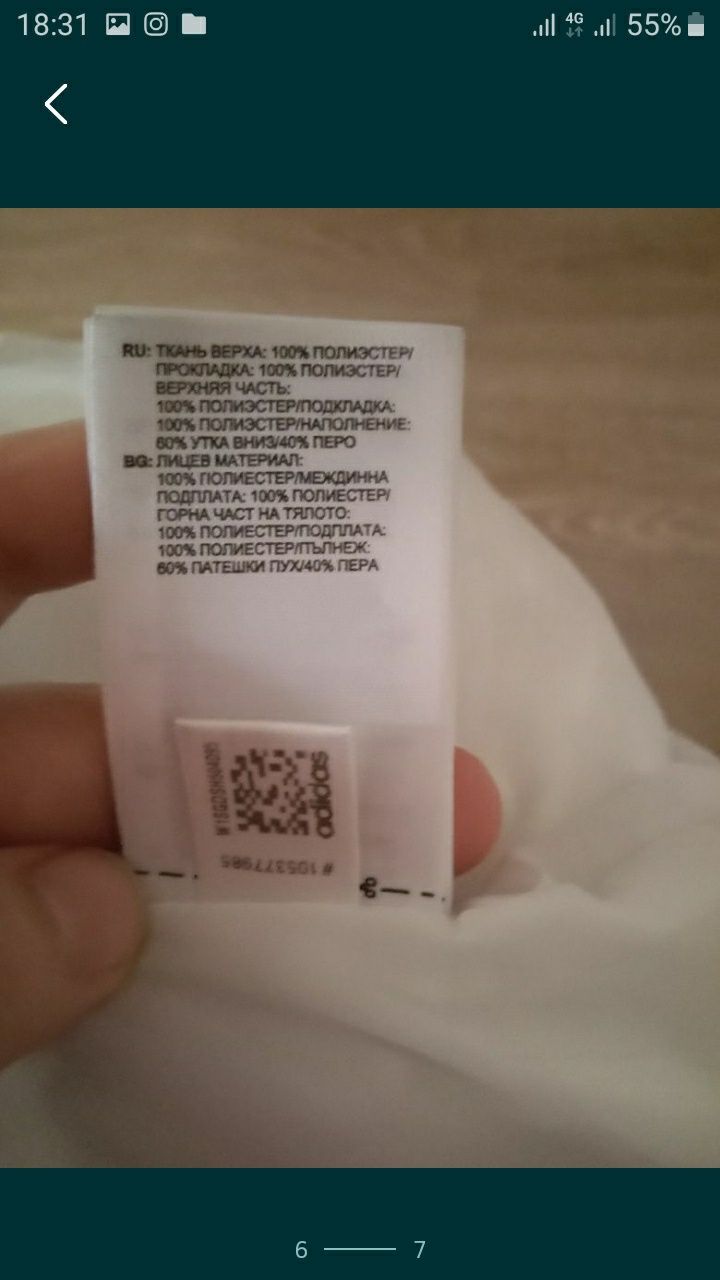 18:31
4G
55%
RU: ТКАНЬ ВЕРХА: 100% ПОЛИЭСТЕР/
ПРОКЛАДКА: 100% ПОЛИЭСТЕР/
ВЕРХНЯЯ ЧАСТЬ:
100% ПОЛИЭСТЕР/ПОДКЛАДКА:
100% ПОЛИЭСТЕР/НАПОЛНЕНИЕ:
60% УТКА ВНИЗ/40% ПЕРО
BG: ЛИЦЕВ МАТЕРИАЛ:
100% ПОЛИЕСТЕР/МЕЖДИННА
ПОДПЛАТА: 100% ПОЛИЕСТЕР/
ГОРНА ЧАСТ НА ТЯЛОТО:
100% ПОЛИЕСТЕР/ПОДПЛАТА:
100% ПОЛИЕСТЕР/ПЪЛНЕЖ:
60% ПАТЕШКИ ПУХ/40% ПЕРА
adidas
#105377985
6
7